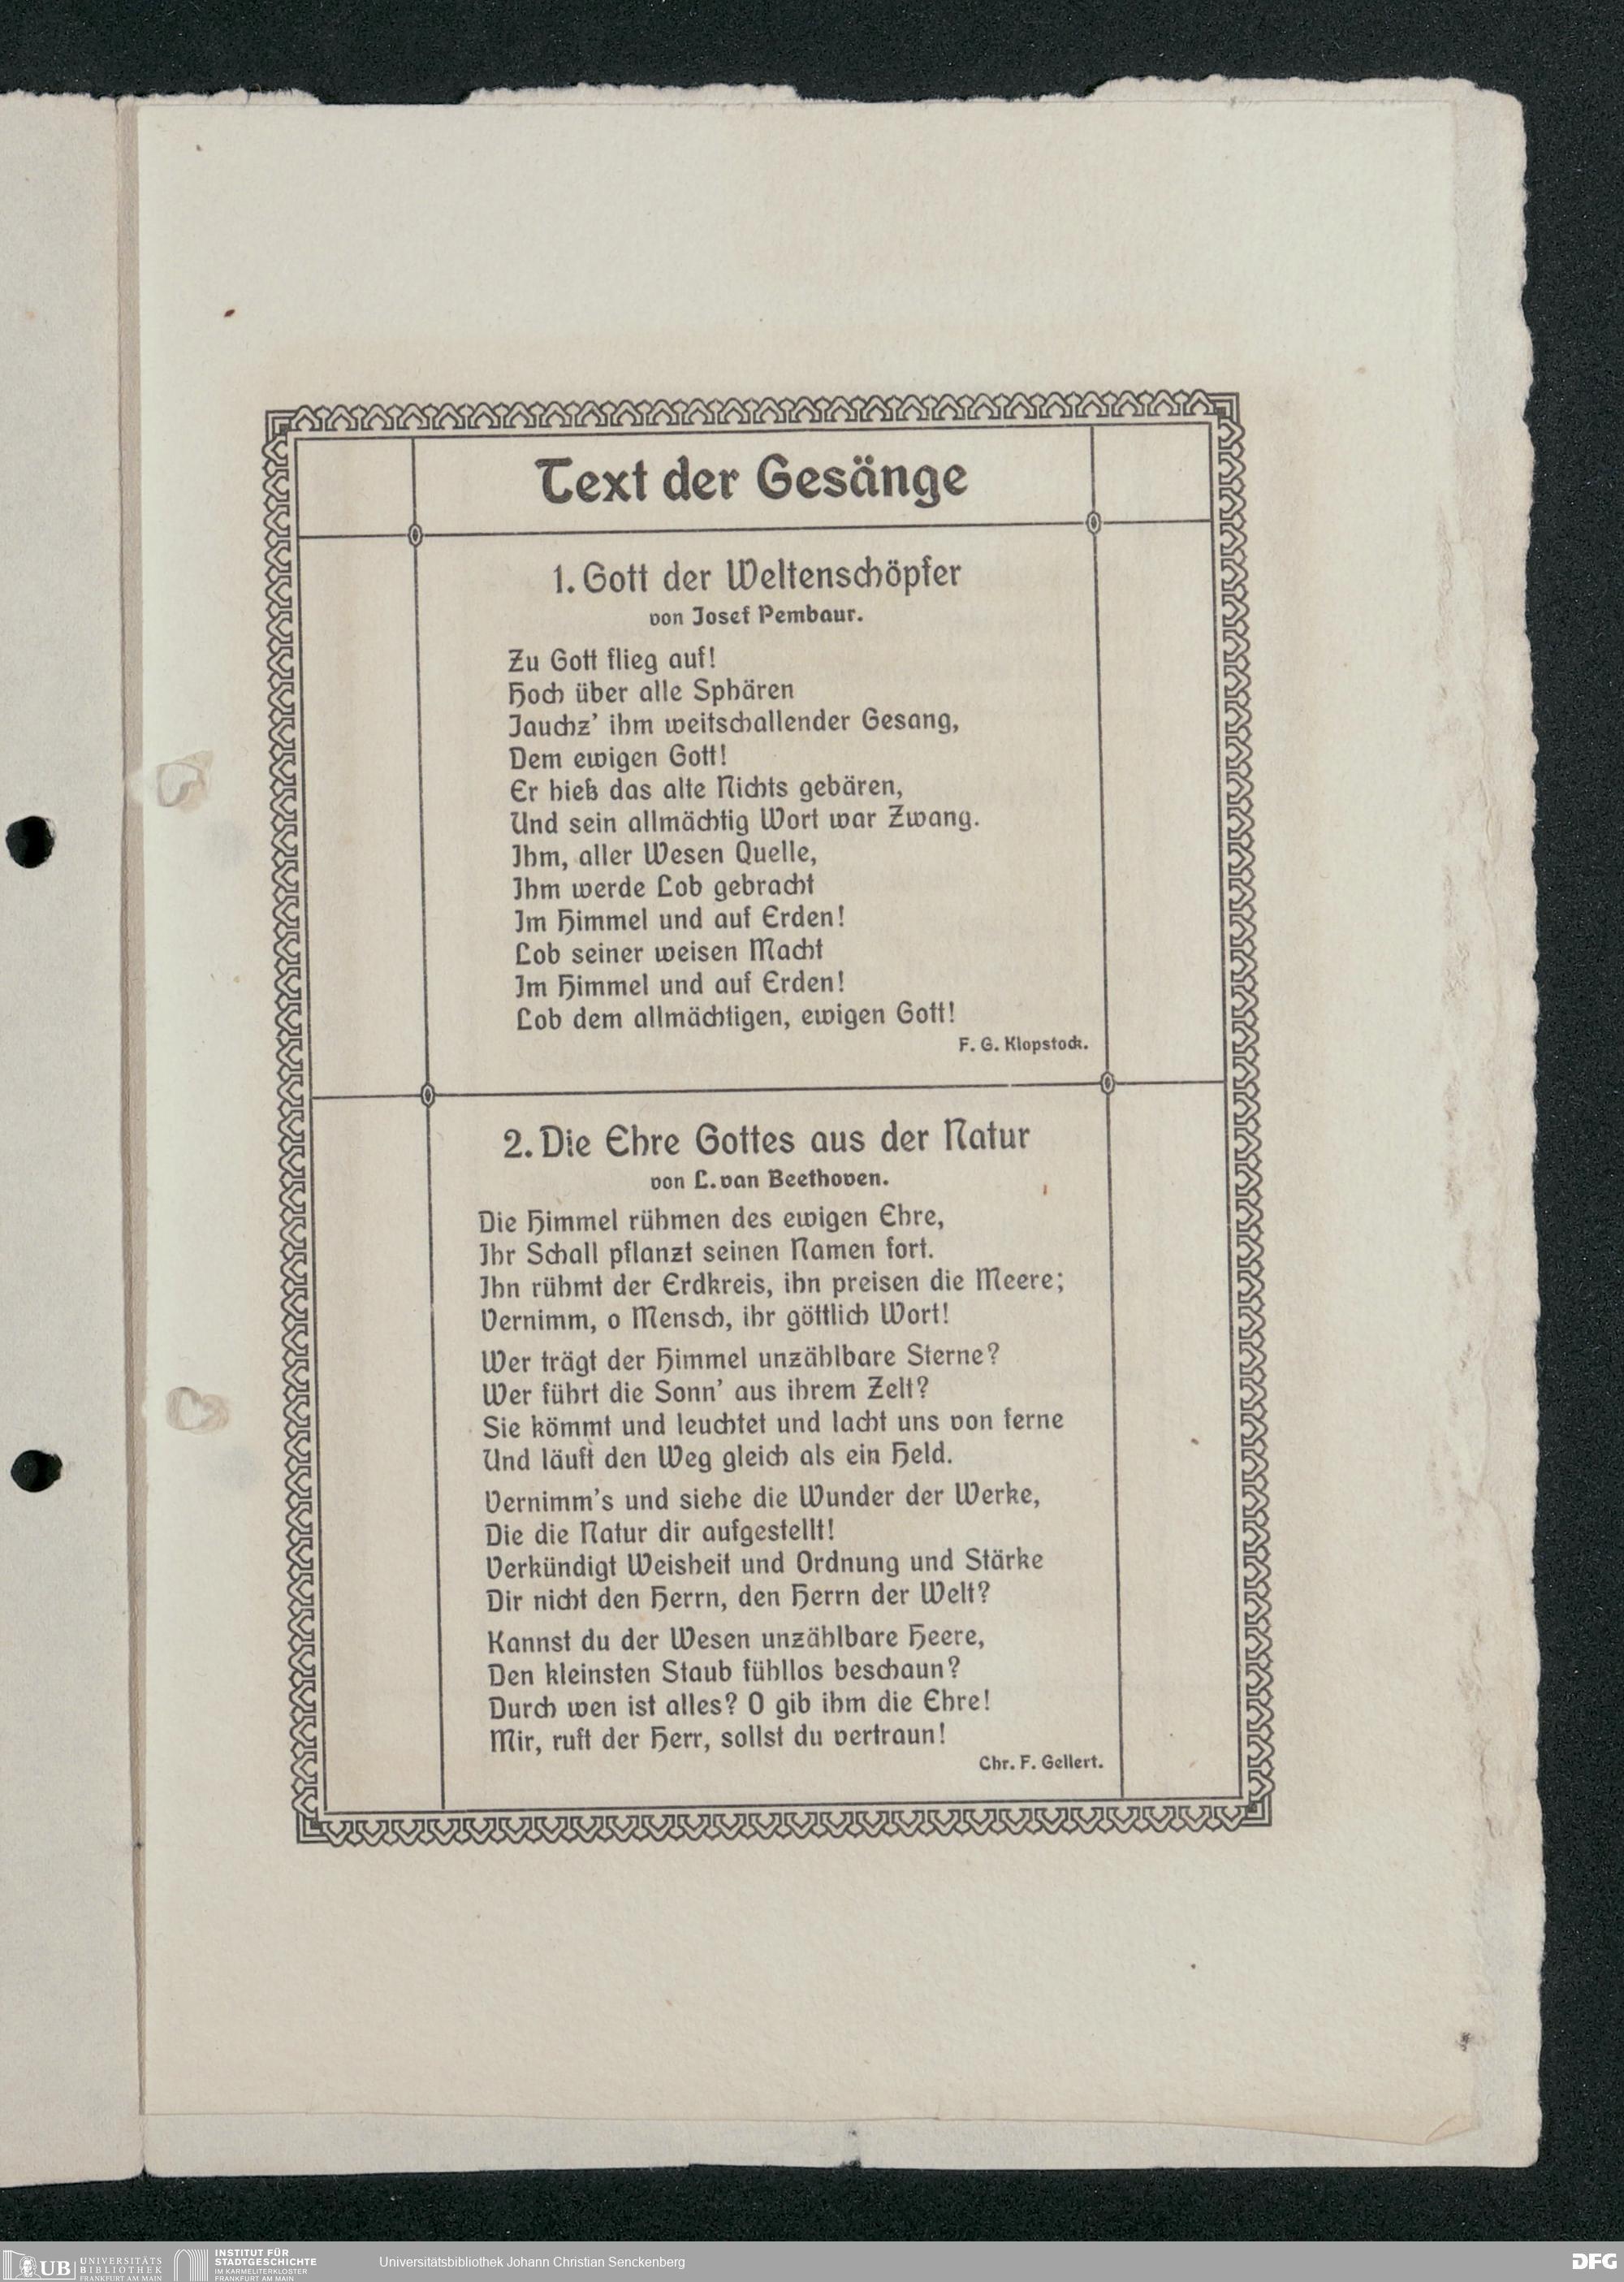 Text der Gesänge
1. Gott der Weltenschöpfer
von Josef Pembaur.
Zu Gott flieg auf!
Hoch über alle Sphären
Jauchz' ihm weitschallender Gesang,
Dem ewigen Gott!
Er hieß das alte Nichts gebären,
Und sein allmächtig Wort war Zwang.
Ihm, aller Wesen Quelle,
Ihm werde Lob gebracht
Im Himmel und auf Erden!
Lob seiner weisen Macht
Im Himmel und auf Erden!
Lob dem allmächtigen, ewigen Gott!
F. G. Klopstock.
2. Die Ehre Gottes aus der Natur
von L. van Beethoven.
Die Himmel rühmen des ewigen Ehre,
Ihr Schall pflanzt seinen Namen fort.
Ihn rühmt der Erdkreis, ihn preisen die Meere;
Vernimm, o Mensch, ihr göttlich Wort!
Wer trägt der Himmel unzählbare Sterne?
Wer führt die Sonn' aus ihrem Zelt?
Sie kömmt und leuchtet und lacht uns von ferne
Und läuft den Weg gleich als ein Held.
Vernimm's und siehe die Wunder der Werke,
Die die Natur dir aufgestellt!
Verkündigt Weisheit und Ordnung und Stärke
Dir nicht den Herrn, den Herrn der Welt?
Kannst du der Wesen unzählbare Heere,
Den kleinsten Staub fühllos beschaun?
Durch wen ist alles? O gib ihm die Ehre!
Mir, ruft der Herr, sollst du vertraun!
Chr. F. Gellert.
UB UNIVERSITÄTS
BIBLIOTHEK
FRANKFURT AM MAIN
INSTITUT FÜR
STADTGESCHICHTE
IM KARMELITERKLOSTER
FRANKFURT AM MAIN
Universitätsbibliothek Johann Christian Senckenberg
DFG